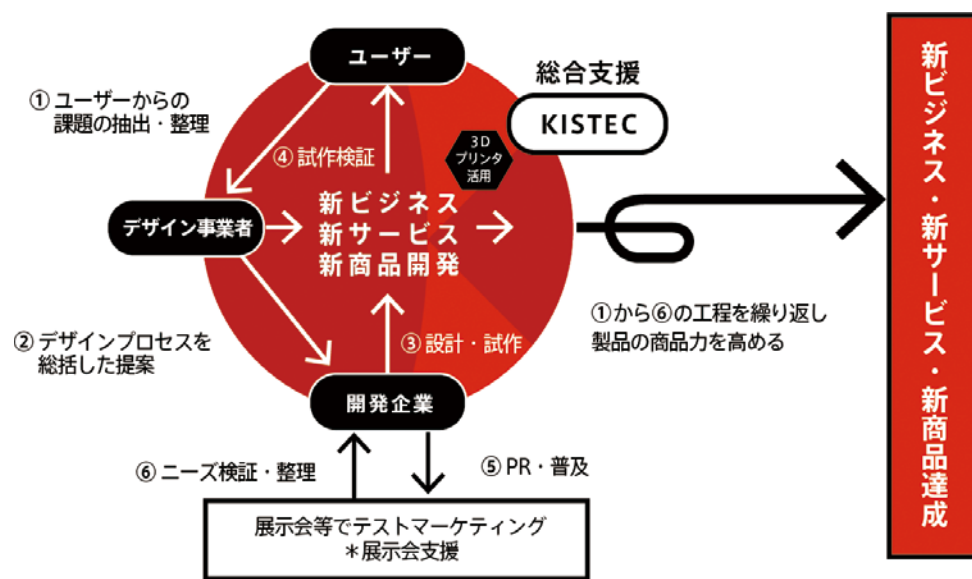 ユーザー
総合支援
KISTEC
3D
プリンタ
活用
① ユーザーからの
課題の抽出・整理
④ 試作検証
デザイン事業者
新ビジネス
新サービス
新商品開発
② デザインプロセスを
総括した提案
③ 設計・試作
①から⑥の工程を繰り返し
製品の商品力を高める
開発企業
⑥ ニーズ検証・整理
⑤ PR・普及
展示会等でテストマーケティング
＊展示会支援
新ビジネス・新サービス・新商品達成